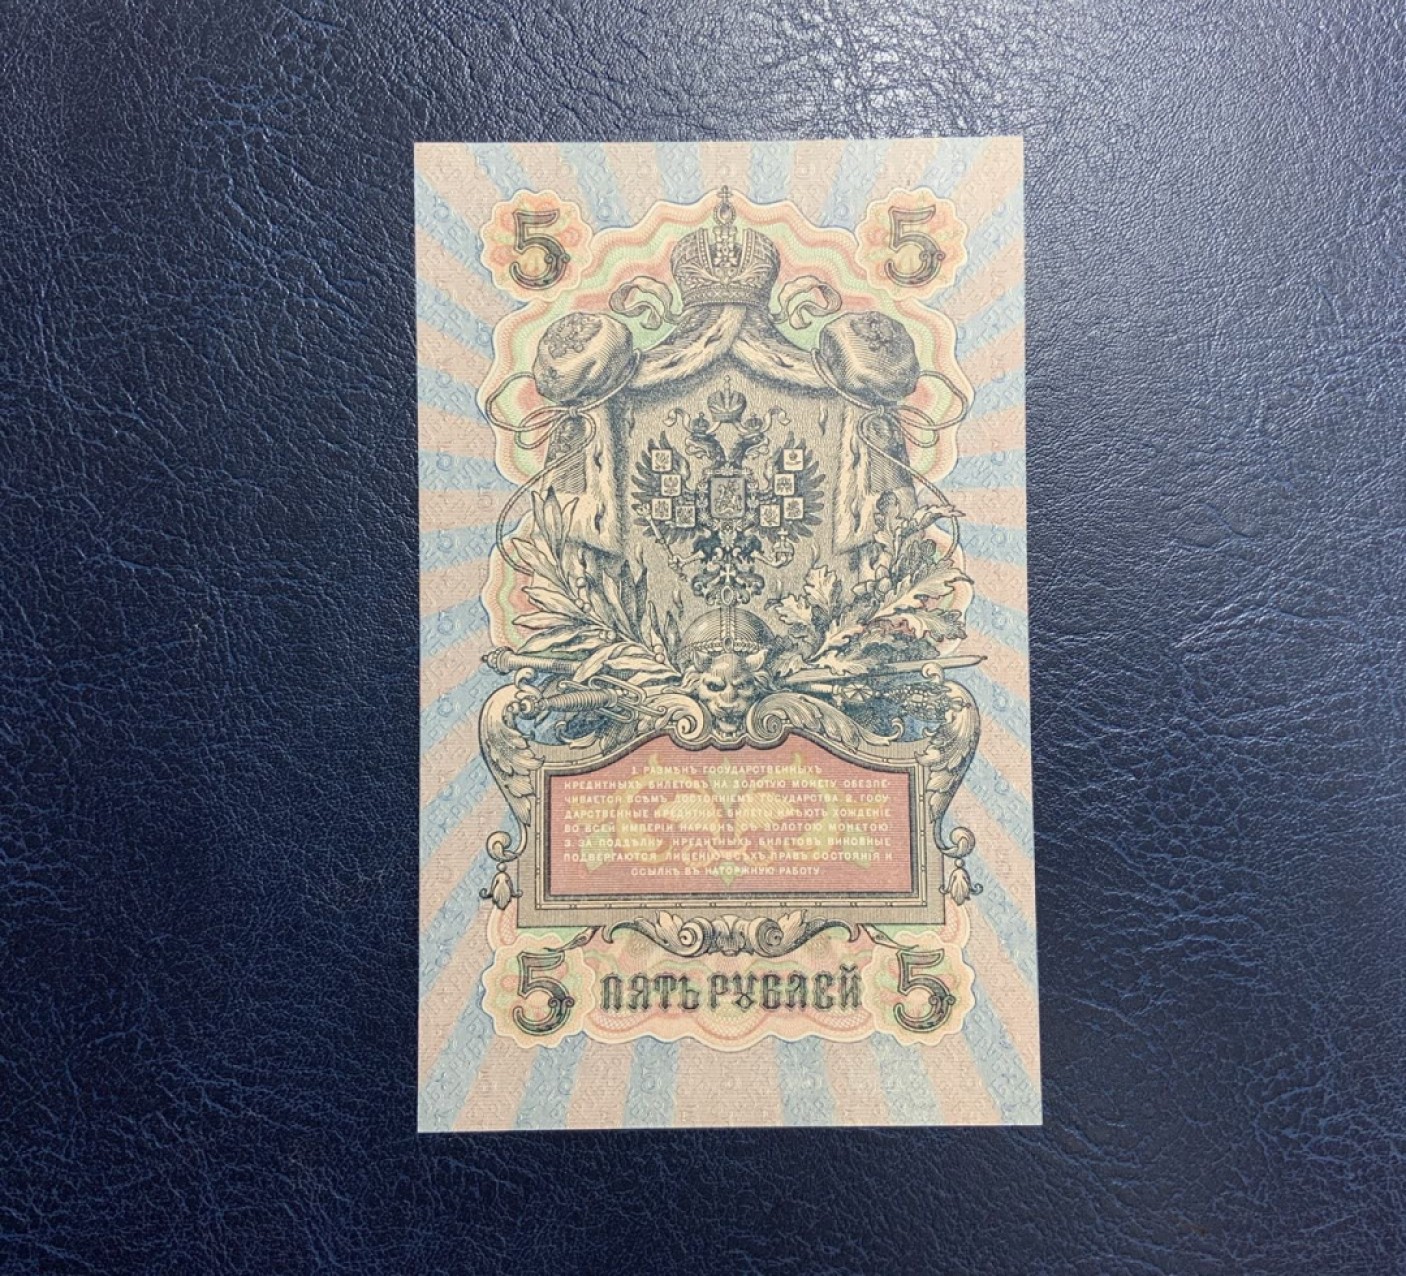 5 5
1. РАЗМѢНЪ ГОСУДАРСТВЕННЫХЪ
КРЕДИТНЫХЪ БИЛЕТОВЪ НА ЗОЛОТУЮ МОНЕТУ ОБЕЗПЕ-
ЧИВАЕТСЯ ВСѢМЪ ДОСТОЯНІЕМЪ ГОСУДАРСТВА. 2. ГОСУ-
ДАРСТВЕННЫЕ КРЕДИТНЫЕ БИЛЕТЫ ИМѢЮТЪ ХОЖДЕНІЕ
ВО ВСЕЙ ИМПЕРІИ НАРАВНѢ СЪ ЗОЛОТОЮ МОНЕТОЮ.
3. ЗА ПОДДѢЛКУ КРЕДИТНЫХЪ БИЛЕТОВЪ ВИНОВНЫЕ
ПОДВЕРГАЮТСЯ ЛИШЕНІЮ ВСѢХЪ ПРАВЪ СОСТОЯНІЯ И
ССЫЛКѢ ВЪ КАТОРЖНУЮ РАБОТУ.
5 ПЯТЬ РУБЛЕЙ 5